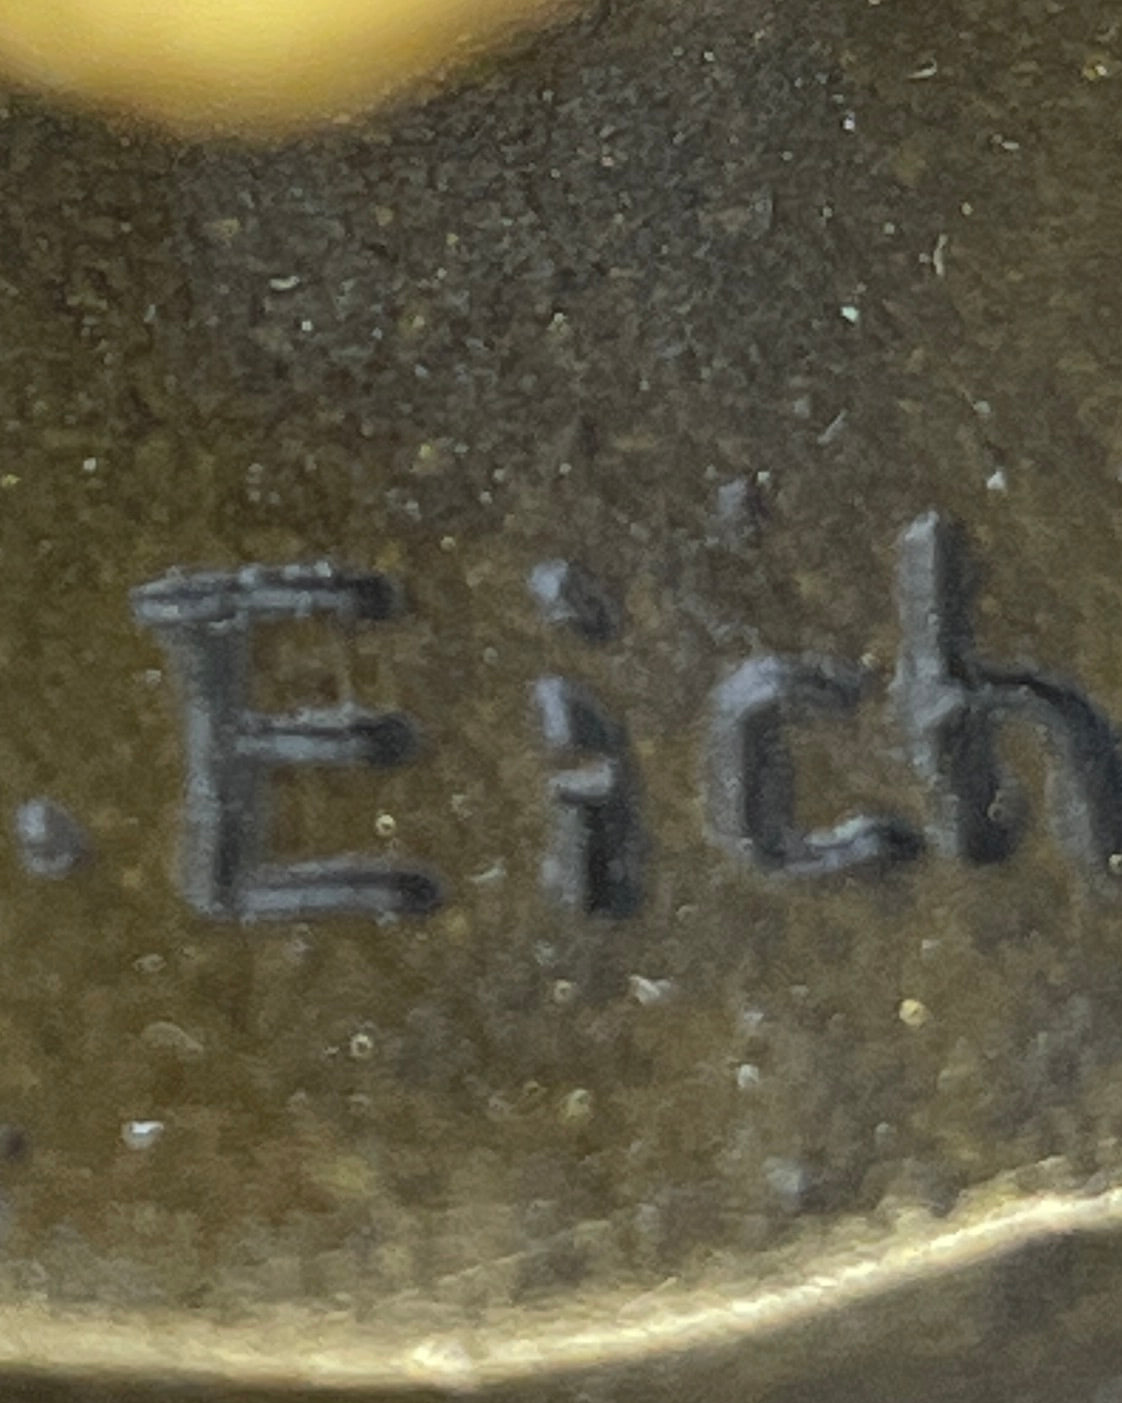 . Eich